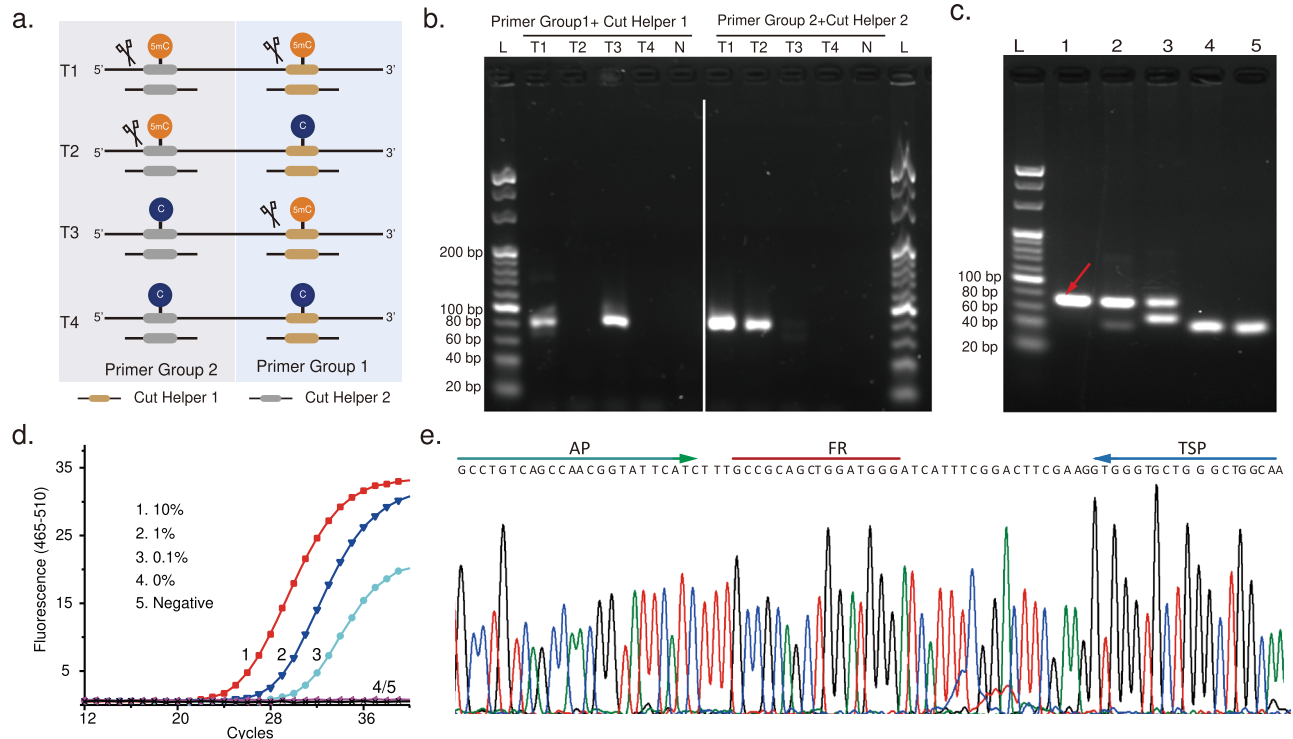 a.
5mC 5mC
T1 5’ 3’
5mC C
T2 5’ 3’
C 5mC
T3 5’ 3’
C C
T4 5’ 3’
Primer Group 2 Primer Group 1
Cut Helper 1 Cut Helper 2
b.
Primer Group1+ Cut Helper 1 Primer Group 2+Cut Helper 2
L T1 T2 T3 T4 N T1 T2 T3 T4 N L
200 bp
100 bp
80 bp
60 bp
40 bp
20 bp
c.
L 1 2 3 4 5
100 bp
80 bp
60 bp
40 bp
20 bp
d.
Fluorescence (465-510)
35
25
15
5
1. 10%
2. 1%
3. 0.1%
4. 0%
5. Negative
1 2 3
4/5
12 20 28 36
Cycles
e.
AP FR TSP
GCCTGTCAGCCAACGGTATTCATCT TTGCCGCAGCTGGATGGGATCATTTCGGACTTCGAAGGTGGGTGCTG G GCTGGCAA